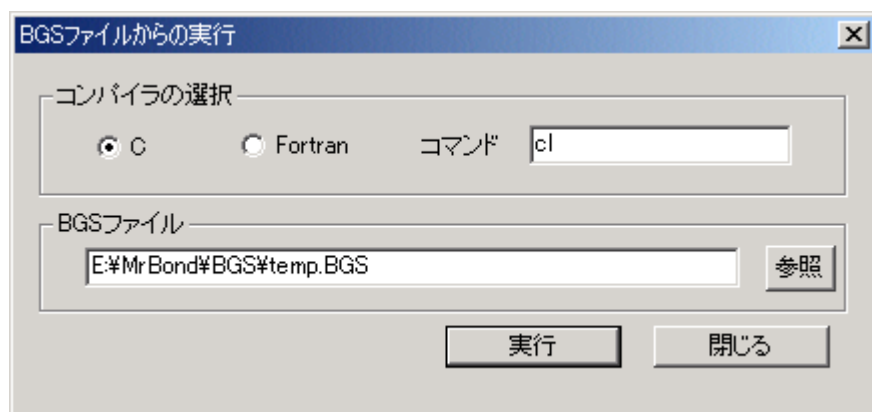 BGSファイルからの実行
コンパイラの選択
C Fortran コマンド cl
BGSファイル
E:¥MrBond¥BGS¥temp.BGS 参照
実行 閉じる